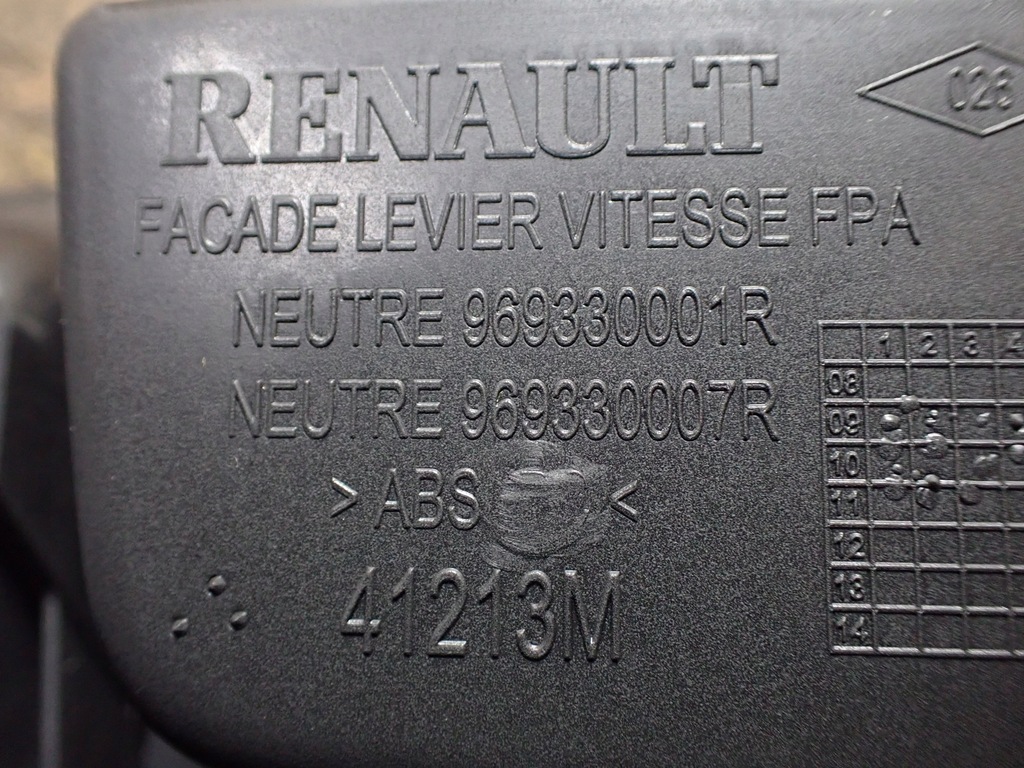 RENAULT
026
FACADE LEVIER VITESSE FPA
NEUTRE 969330001R
NEUTRE 969330007R
> ABS <
41213M
1 2 3 4
08
09
10
11
12
13
14